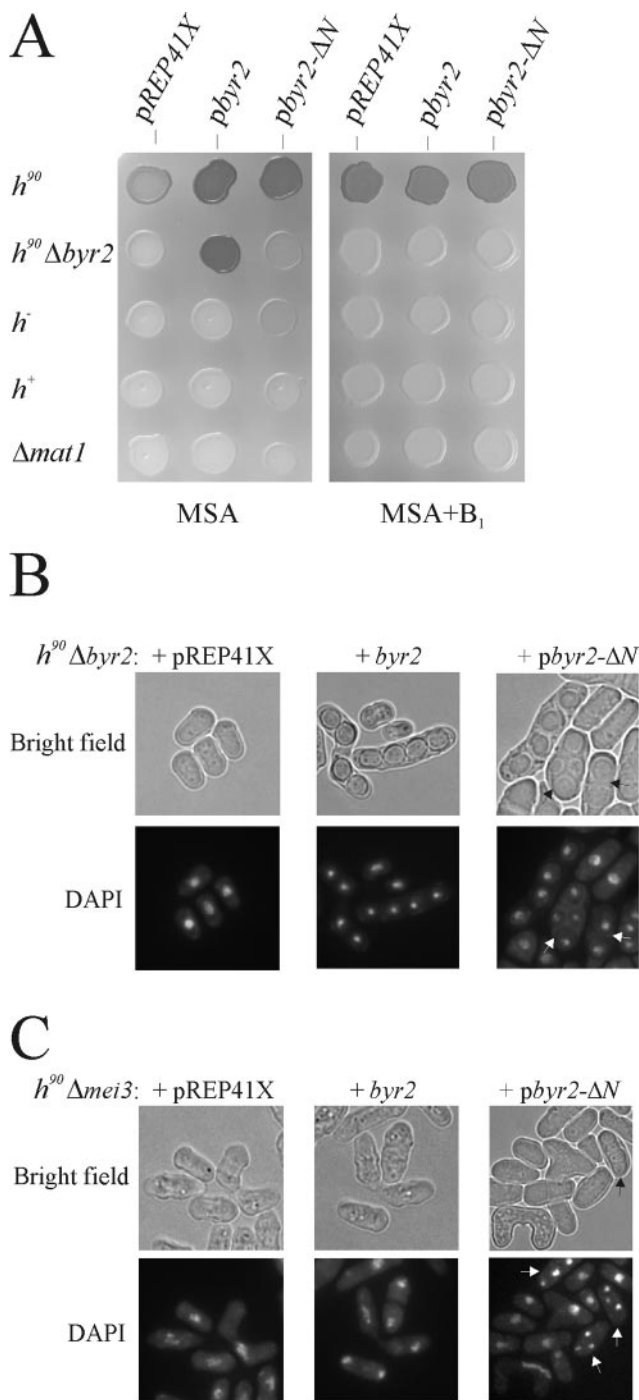 A
pREP41X pbyr2 pbyr2-ΔN pREP41X pbyr2 pbyr2-ΔN
h⁹⁰
h⁹⁰ Δbyr2
h⁻
h⁺
Δmat1
MSA MSA+B₁
B
h⁹⁰ Δbyr2: + pREP41X + byr2 + pbyr2-ΔN
Bright field
DAPI
C
h⁹⁰ Δmei3: + pREP41X + byr2 + pbyr2-ΔN
Bright field
DAPI